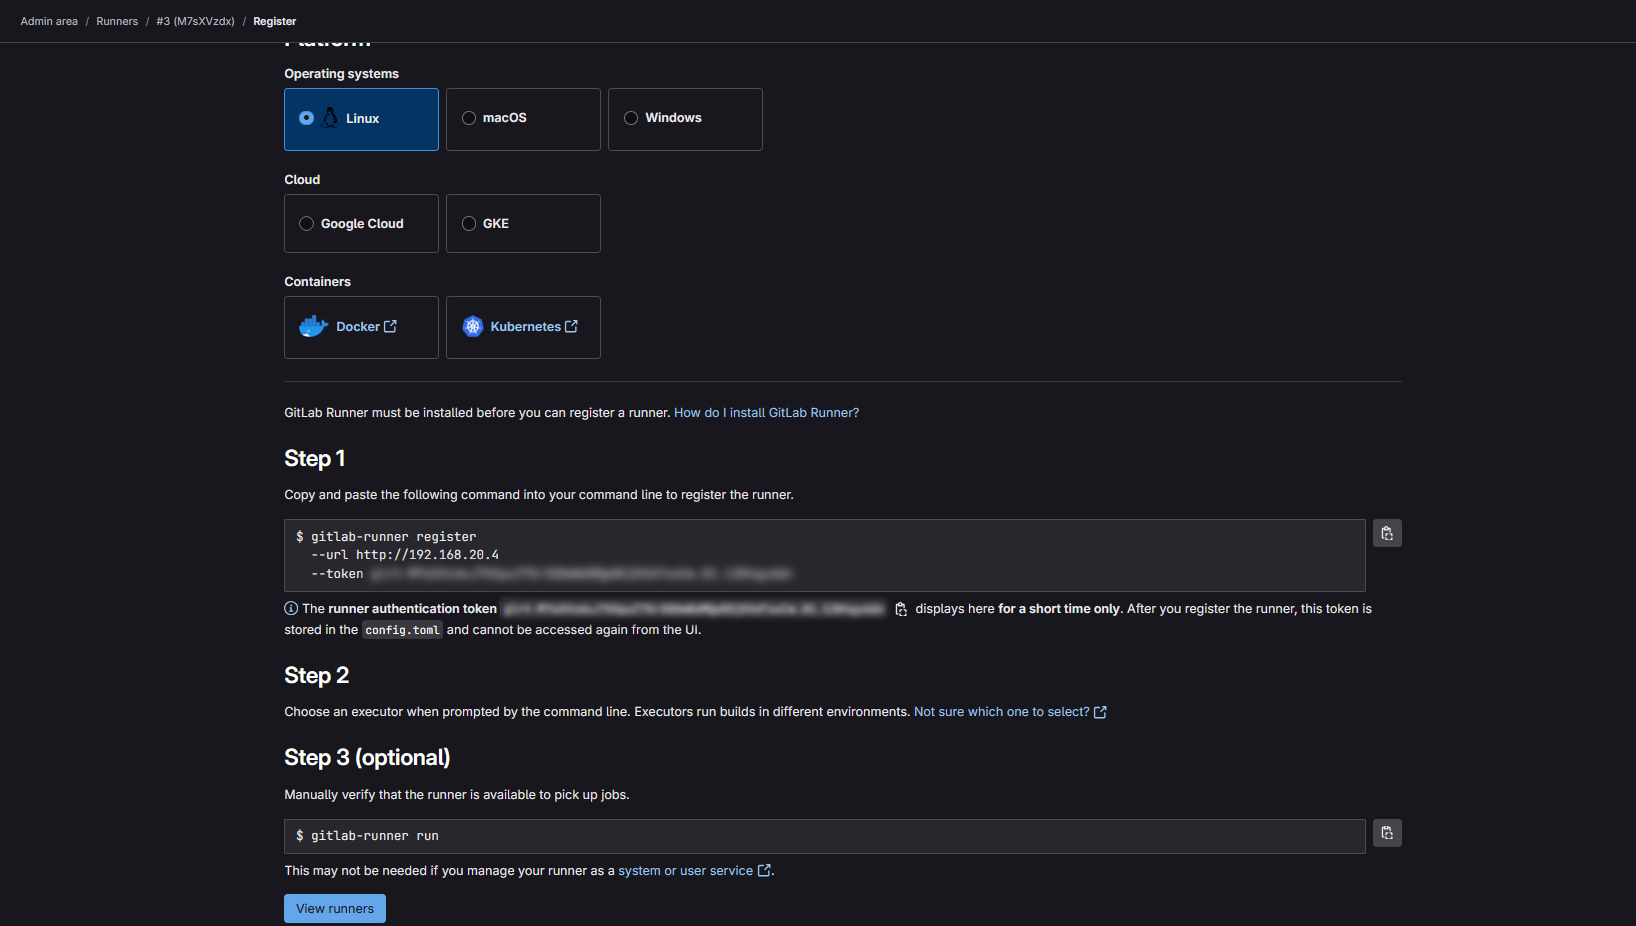 Admin area / Runners / #3 (M7sXVzdx) / Register
Platform
Operating systems
Linux
macOS
Windows
Cloud
Google Cloud
GKE
Containers
Docker
Kubernetes
GitLab Runner must be installed before you can register a runner. How do I install GitLab Runner?
Step 1
Copy and paste the following command into your command line to register the runner.
$ gitlab-runner register
--url http://192.168.20.4
--token
The runner authentication token displays here for a short time only. After you register the runner, this token is
stored in the config.toml and cannot be accessed again from the UI.
Step 2
Choose an executor when prompted by the command line. Executors run builds in different environments. Not sure which one to select?
Step 3 (optional)
Manually verify that the runner is available to pick up jobs.
$ gitlab-runner run
This may not be needed if you manage your runner as a system or user service.
View runners